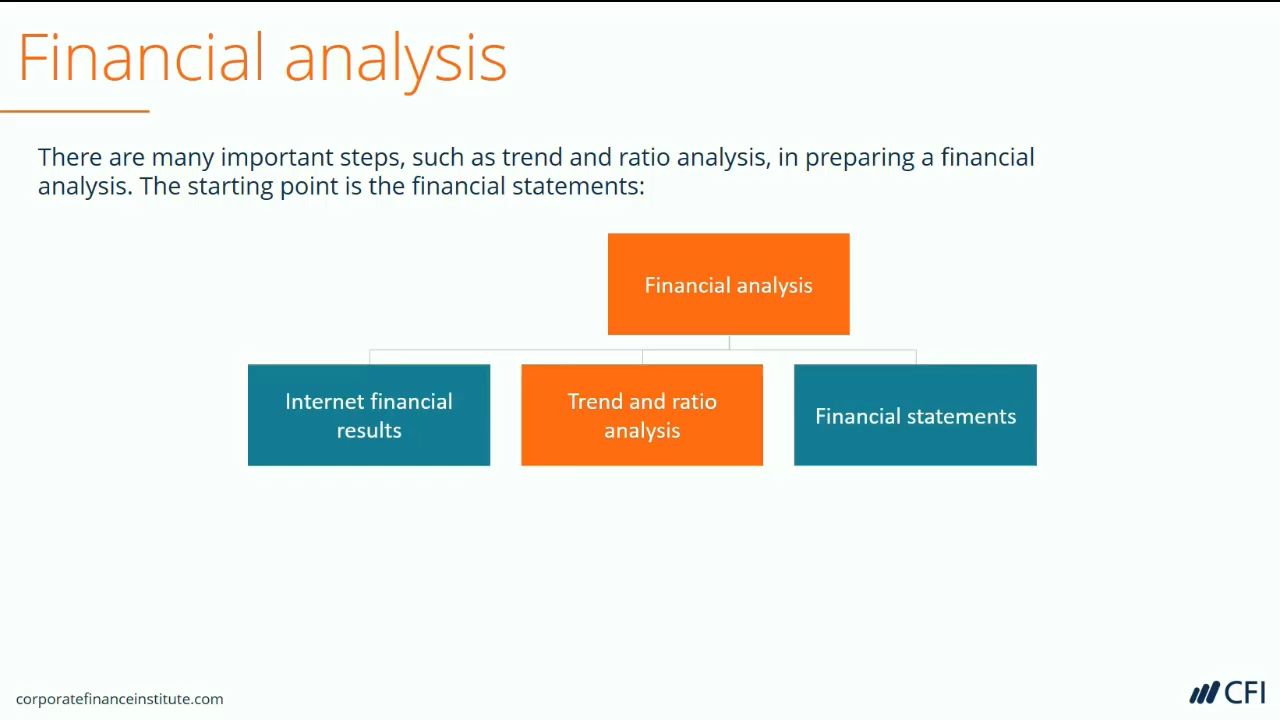 Financial analysis
There are many important steps, such as trend and ratio analysis, in preparing a financial
analysis. The starting point is the financial statements:
Financial analysis
Internet financial
results
Trend and ratio
analysis
Financial statements
corporatefinanceinstitute.com
CFI